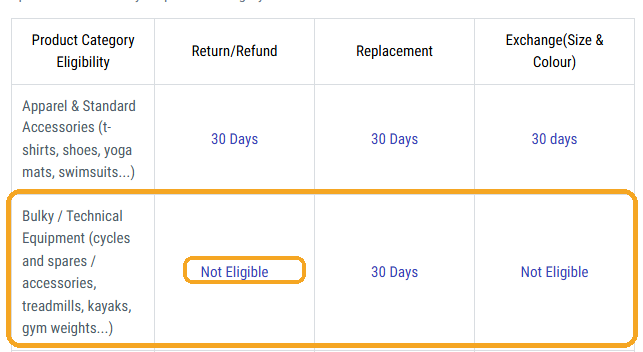 Product Category
Eligibility
Return/Refund
Replacement
Exchange(Size &
Colour)
Apparel & Standard
Accessories (t-
shirts, shoes, yoga
mats, swimsuits...)
30 Days
30 Days
30 days
Bulky / Technical
Equipment (cycles
and spares /
accessories,
treadmills, kayaks,
gym weights...)
Not Eligible
30 Days
Not Eligible